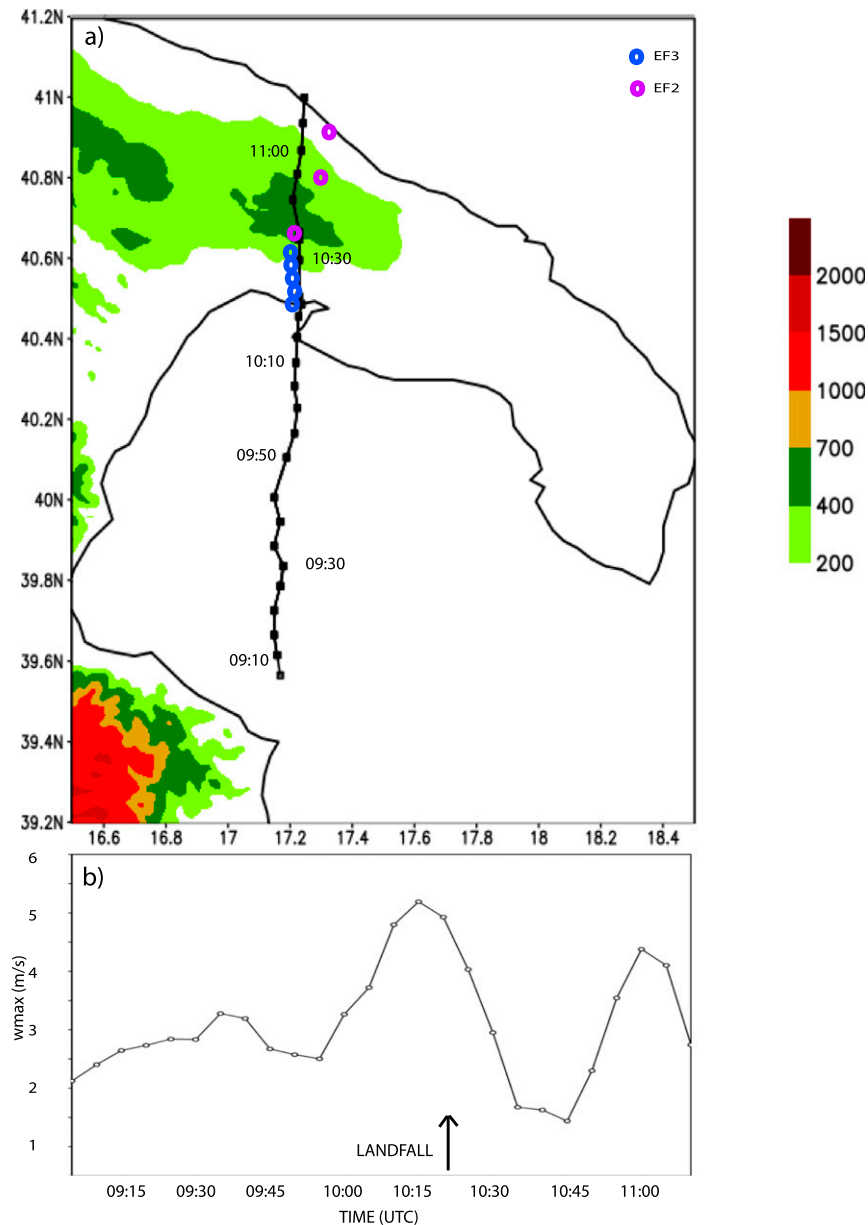 41.2N
a)
EF3
EF2
41N
11:00
40.8N
40.6N
10:30
40.4N
10:10
40.2N
09:50
40N
09:30
39.8N
09:10
39.6N
39.4N
39.2N
16.6 16.8 17 17.2 17.4 17.6 17.8 18 18.2 18.4
2000
1500
1000
700
400
200
b)
6
5
4
3
2
1
wmax (m/s)
LANDFALL
09:15 09:30 09:45 10:00 10:15 10:30 10:45 11:00
TIME (UTC)